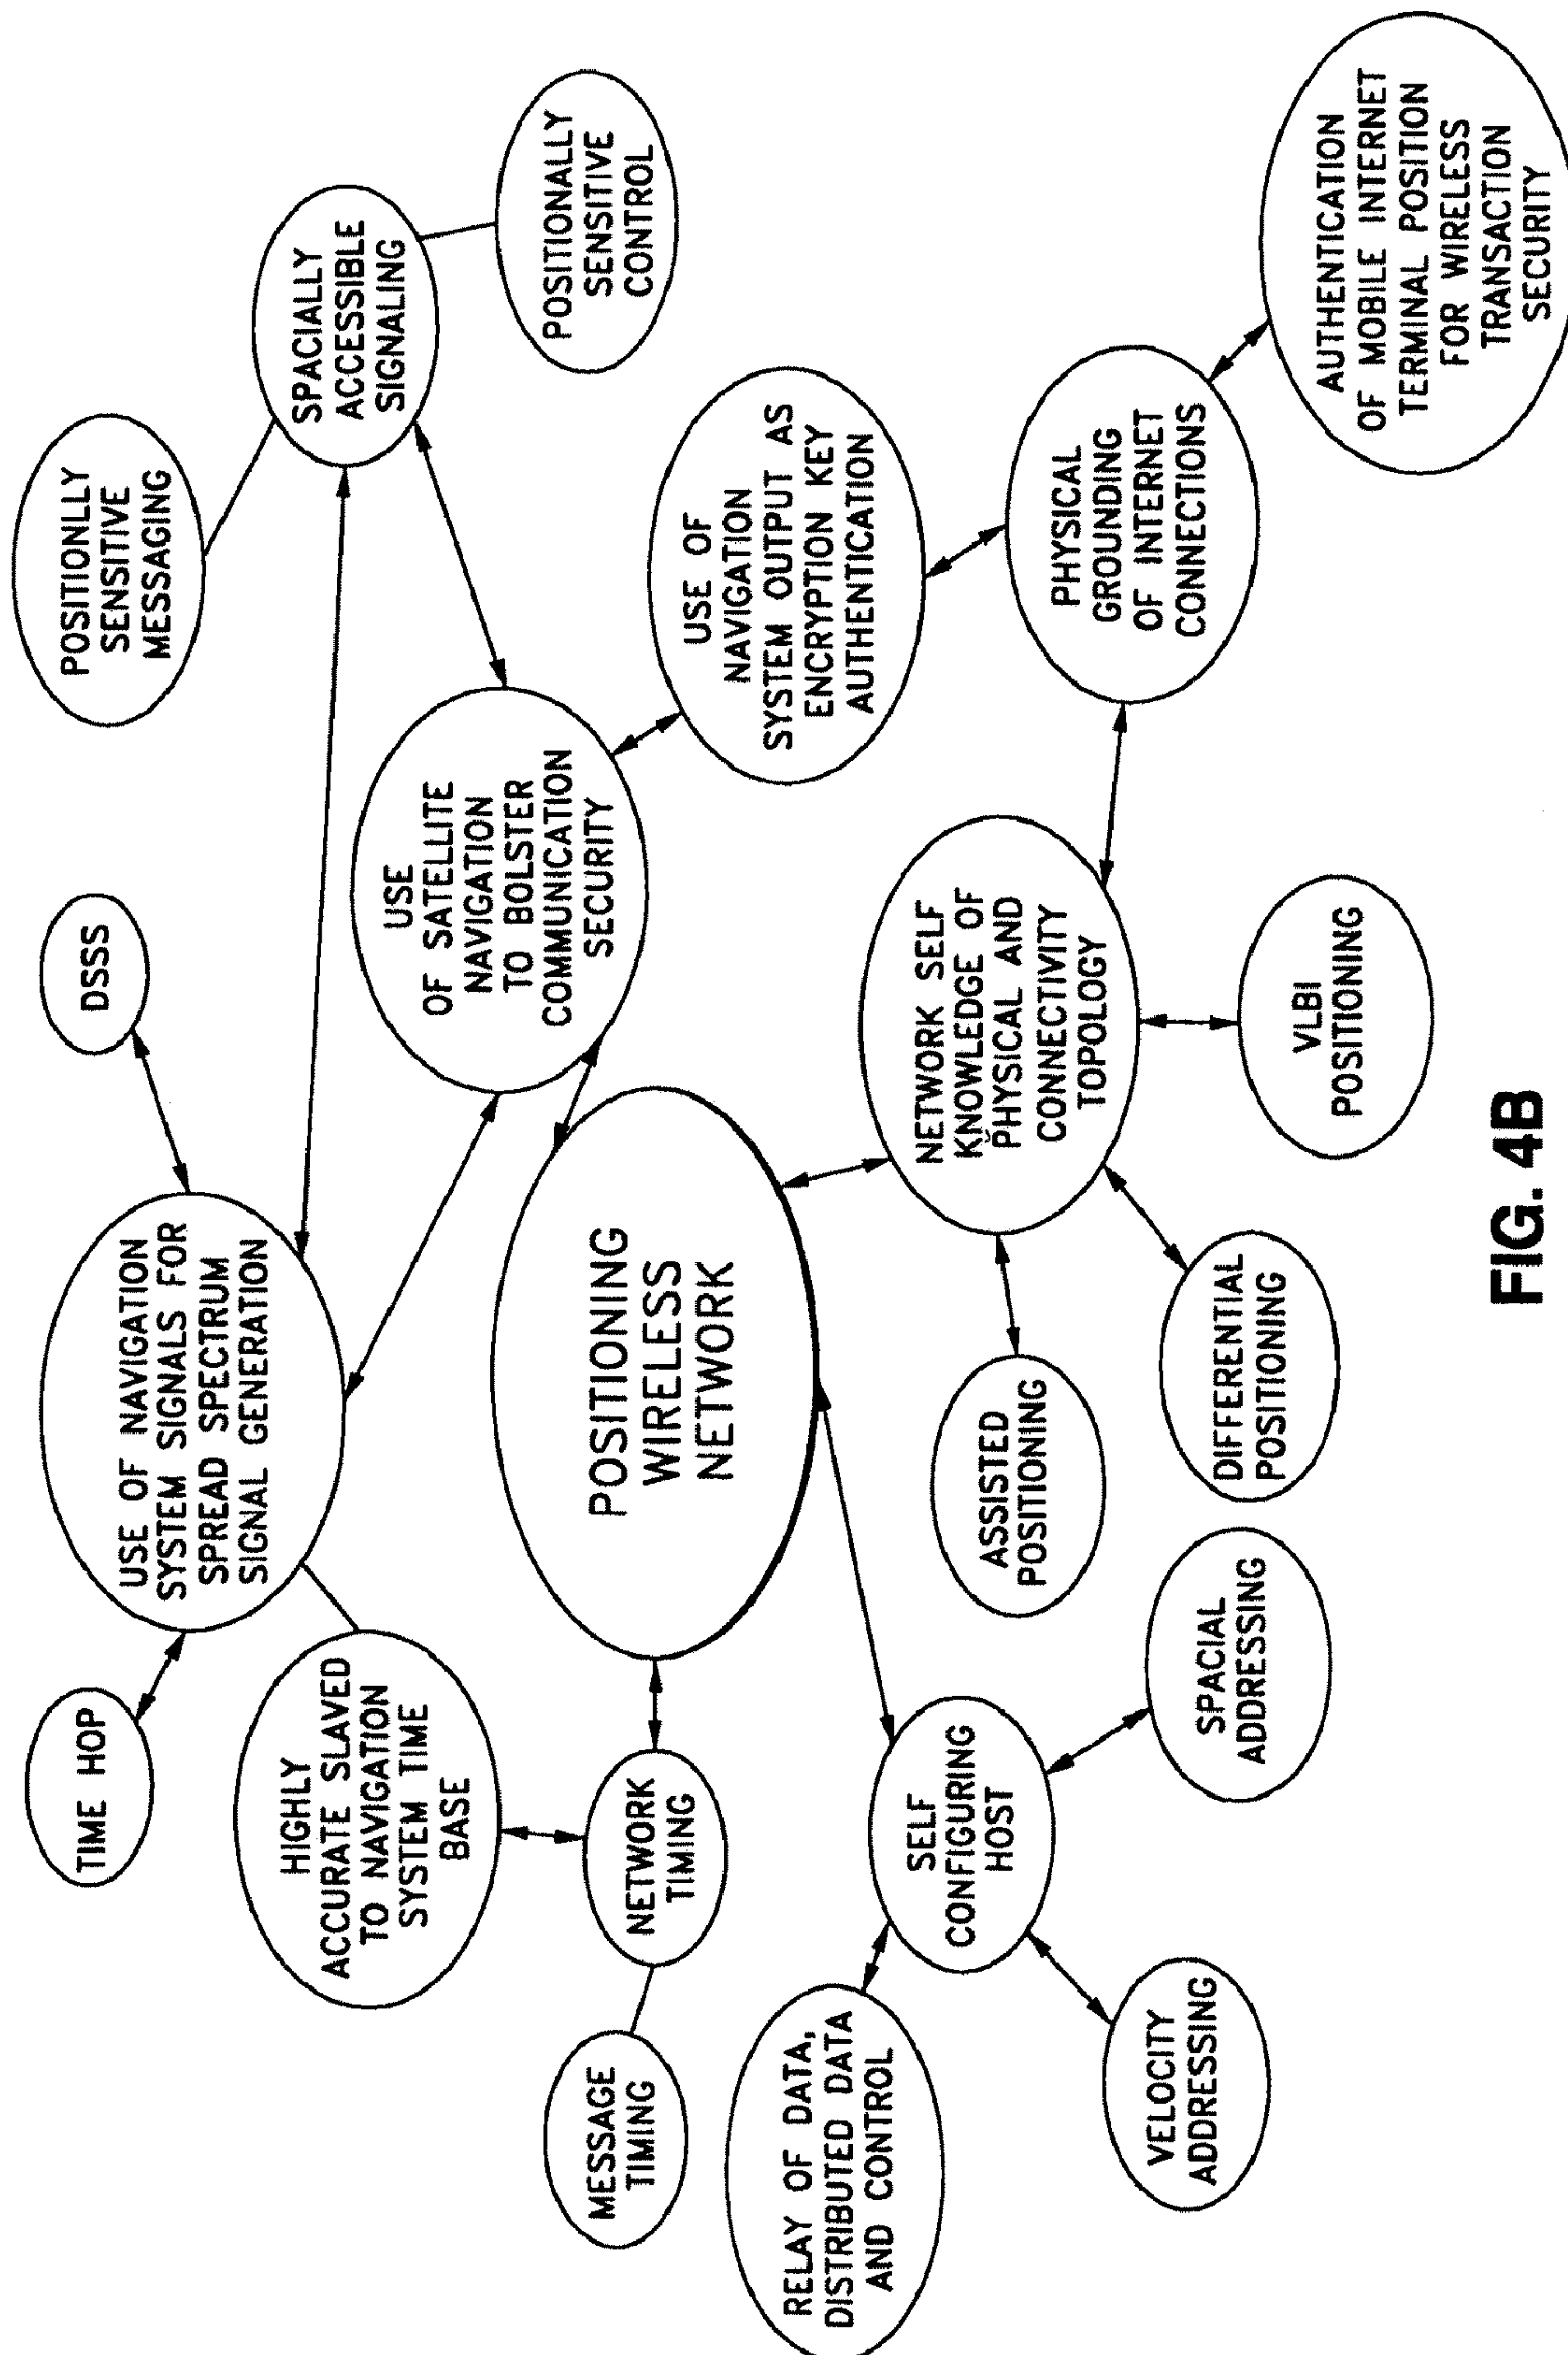 TIME HOP
USE OF NAVIGATION
SYSTEM SIGNALS FOR
SPREAD SPECTRUM
SIGNAL GENERATION
DSSS
POSITIONLLY
SENSITIVE
MESSAGING
HIGHLY
ACCURATE SLAVED
TO NAVIGATION
SYSTEM TIME
BASE
SPACIALLY
ACCESSIBLE
SIGNALING
USE
OF SATELLITE
NAVIGATION
TO BOLSTER
COMMUNICATION
SECURITY
POSITIONALLY
SENSITIVE
CONTROL
MESSAGE
TIMING
NETWORK
TIMING
POSITIONING
WIRELESS
NETWORK
USE OF
NAVIGATION
SYSTEM OUTPUT AS
ENCRYPTION KEY
AUTHENTICATION
RELAY OF DATA,
DISTRIBUTED DATA
AND CONTROL
SELF
CONFIGURING
HOST
ASSISTED
POSITIONING
NETWORK SELF
KNOWLEDGE OF
PHYSICAL AND
CONNECTIVITY
TOPOLOGY
PHYSICAL
GROUNDING
OF INTERNET
CONNECTIONS
VELOCITY
ADDRESSING
SPACIAL
ADDRESSING
DIFFERENTIAL
POSITIONING
VLBI
POSITIONING
AUTHENTICATION
OF MOBILE INTERNET
TERMINAL POSITION
FOR WIRELESS
TRANSACTION
SECURITY
FIG. 4B